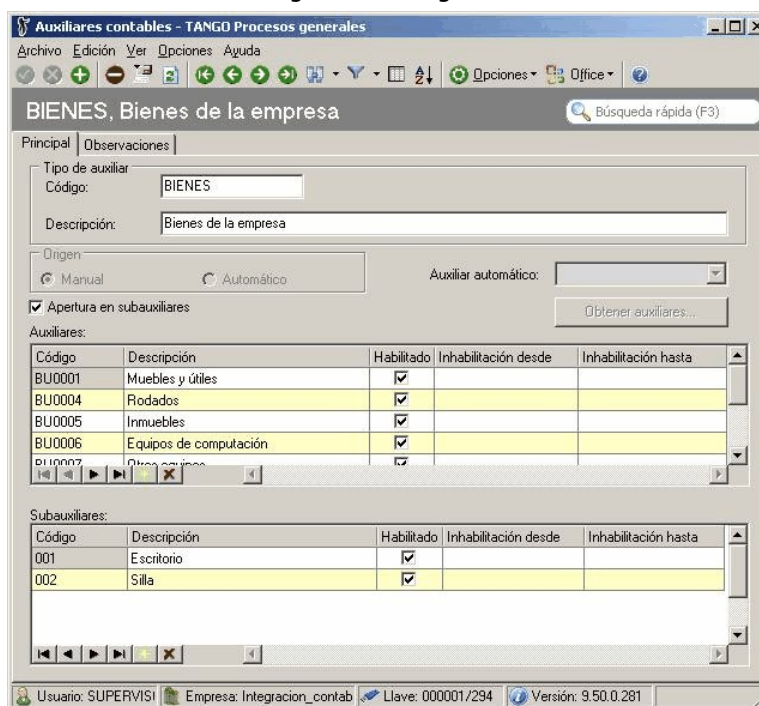 Auxiliares contables - TANGO Procesos generales
Archivo Edición Ver Opciones Ayuda
Opciones Office
BIENES, Bienes de la empresa
Búsqueda rápida (F3)
Principal Observaciones
Tipo de auxiliar
Código: BIENES
Descripción: Bienes de la empresa
Origen
Manual Automático
Auxiliar automático:
Apertura en subauxiliares
Obtener auxiliares...
Auxiliares:
Código Descripción Habilitado Inhabilitación desde Inhabilitación hasta
BU0001 Muebles y útiles
BU0004 Rodados
BU0005 Inmuebles
BU0006 Equipos de computación
BU0007 Otros equipos
Subauxiliares:
Código Descripción Habilitado Inhabilitación desde Inhabilitación hasta
001 Escritorio
002 Silla
Usuario: SUPERVISI Empresa: Integracion_contab Llave: 000001/294 Versión: 9.50.0.281